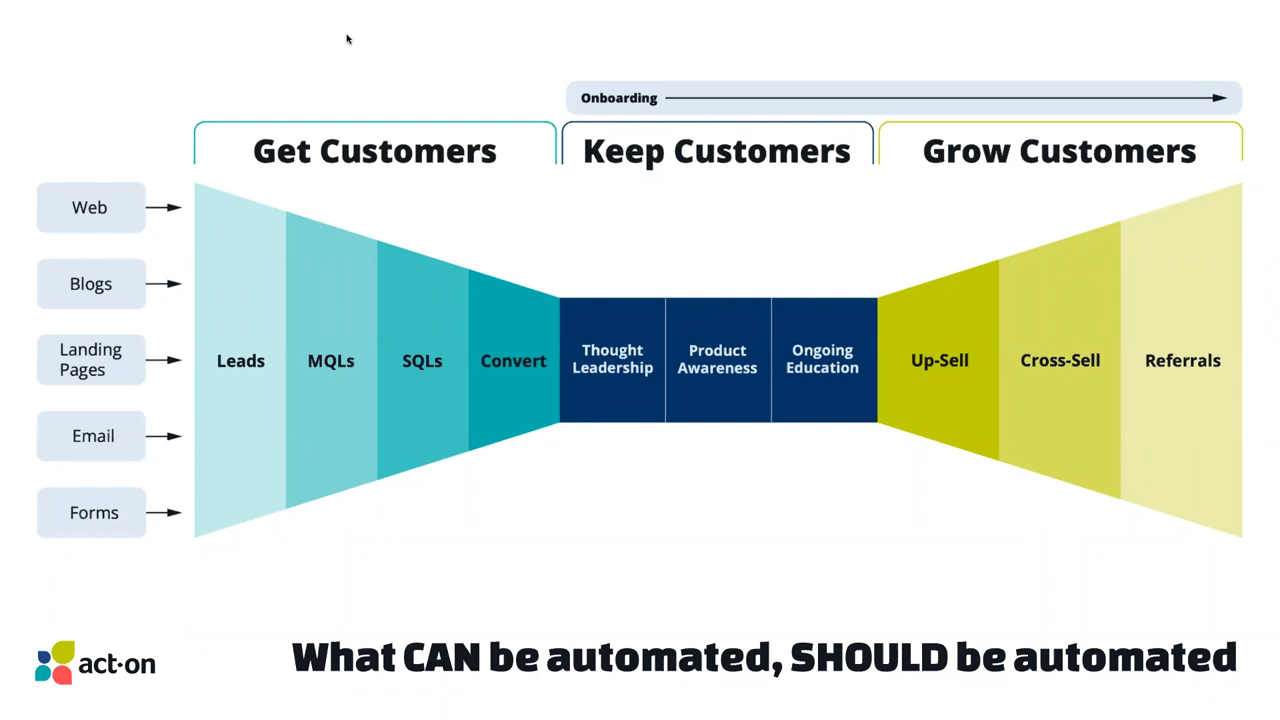 Onboarding
Get Customers
Keep Customers
Grow Customers
Web
Blogs
Landing
Pages
Email
Forms
Leads
MQLs
SQLs
Convert
Thought
Leadership
Product
Awareness
Ongoing
Education
Up-Sell
Cross-Sell
Referrals
act-on
What CAN be automated, SHOULD be automated